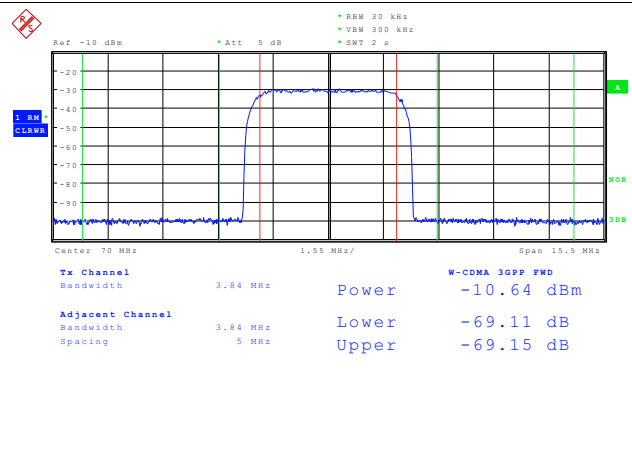 R S
* RBW 30 kHz
* VBW 300 kHz
Ref -10 dBm * Att 5 dB * SWT 2 s
-20
-30
A
-40
1 RM *
CLRWR
-50
-60
-70
-80
NOR
-90
3DB
Center 70 MHz 1.55 MHz/ Span 15.5 MHz
Tx Channel W-CDMA 3GPP FWD
Bandwidth 3.84 MHz Power -10.64 dBm
Adjacent Channel
Bandwidth 3.84 MHz Lower -69.11 dB
Spacing 5 MHz Upper -69.15 dB